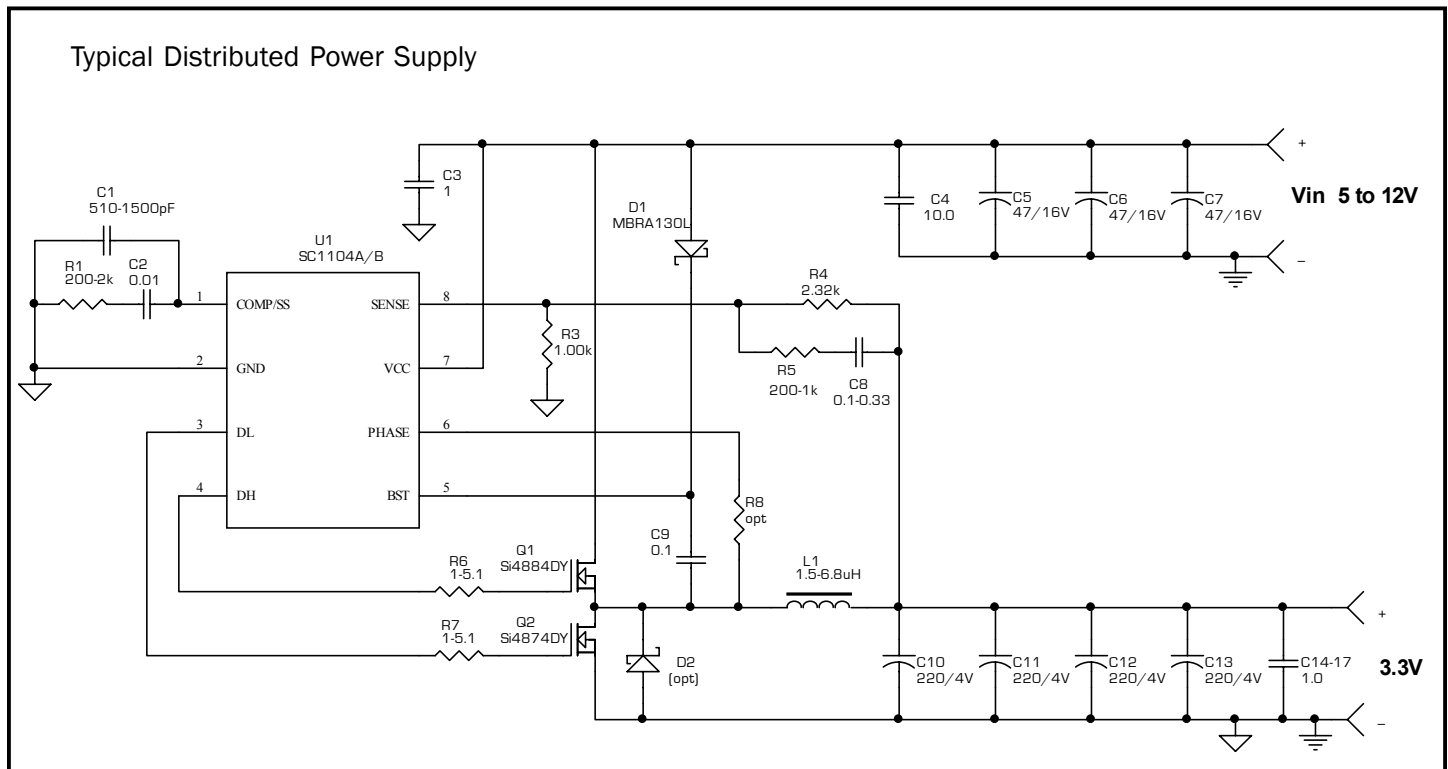 Typical Distributed Power Supply
C1
510-1500pF
R1
200-2k
C2
0.01
U1
SC1104A/B
1
COMP/SS
2
GND
3
DL
4
DH
SENSE
8
VCC
7
PHASE
6
BST
5
C3
1
D1
MBRA130L
R3
1.00k
R4
2.32k
R5
200-1k
C8
0.1-0.33
C4
10.0
C5
47/16V
C6
47/16V
C7
47/16V
+
Vin 5 to 12V
–
R8
opt
C9
0.1
R6
1-5.1
Q1
Si4884DY
R7
1-5.1
Q2
Si4874DY
D2
(opt)
L1
1.5-6.8uH
C10
220/4V
C11
220/4V
C12
220/4V
C13
220/4V
C14-17
1.0
+
3.3V
–